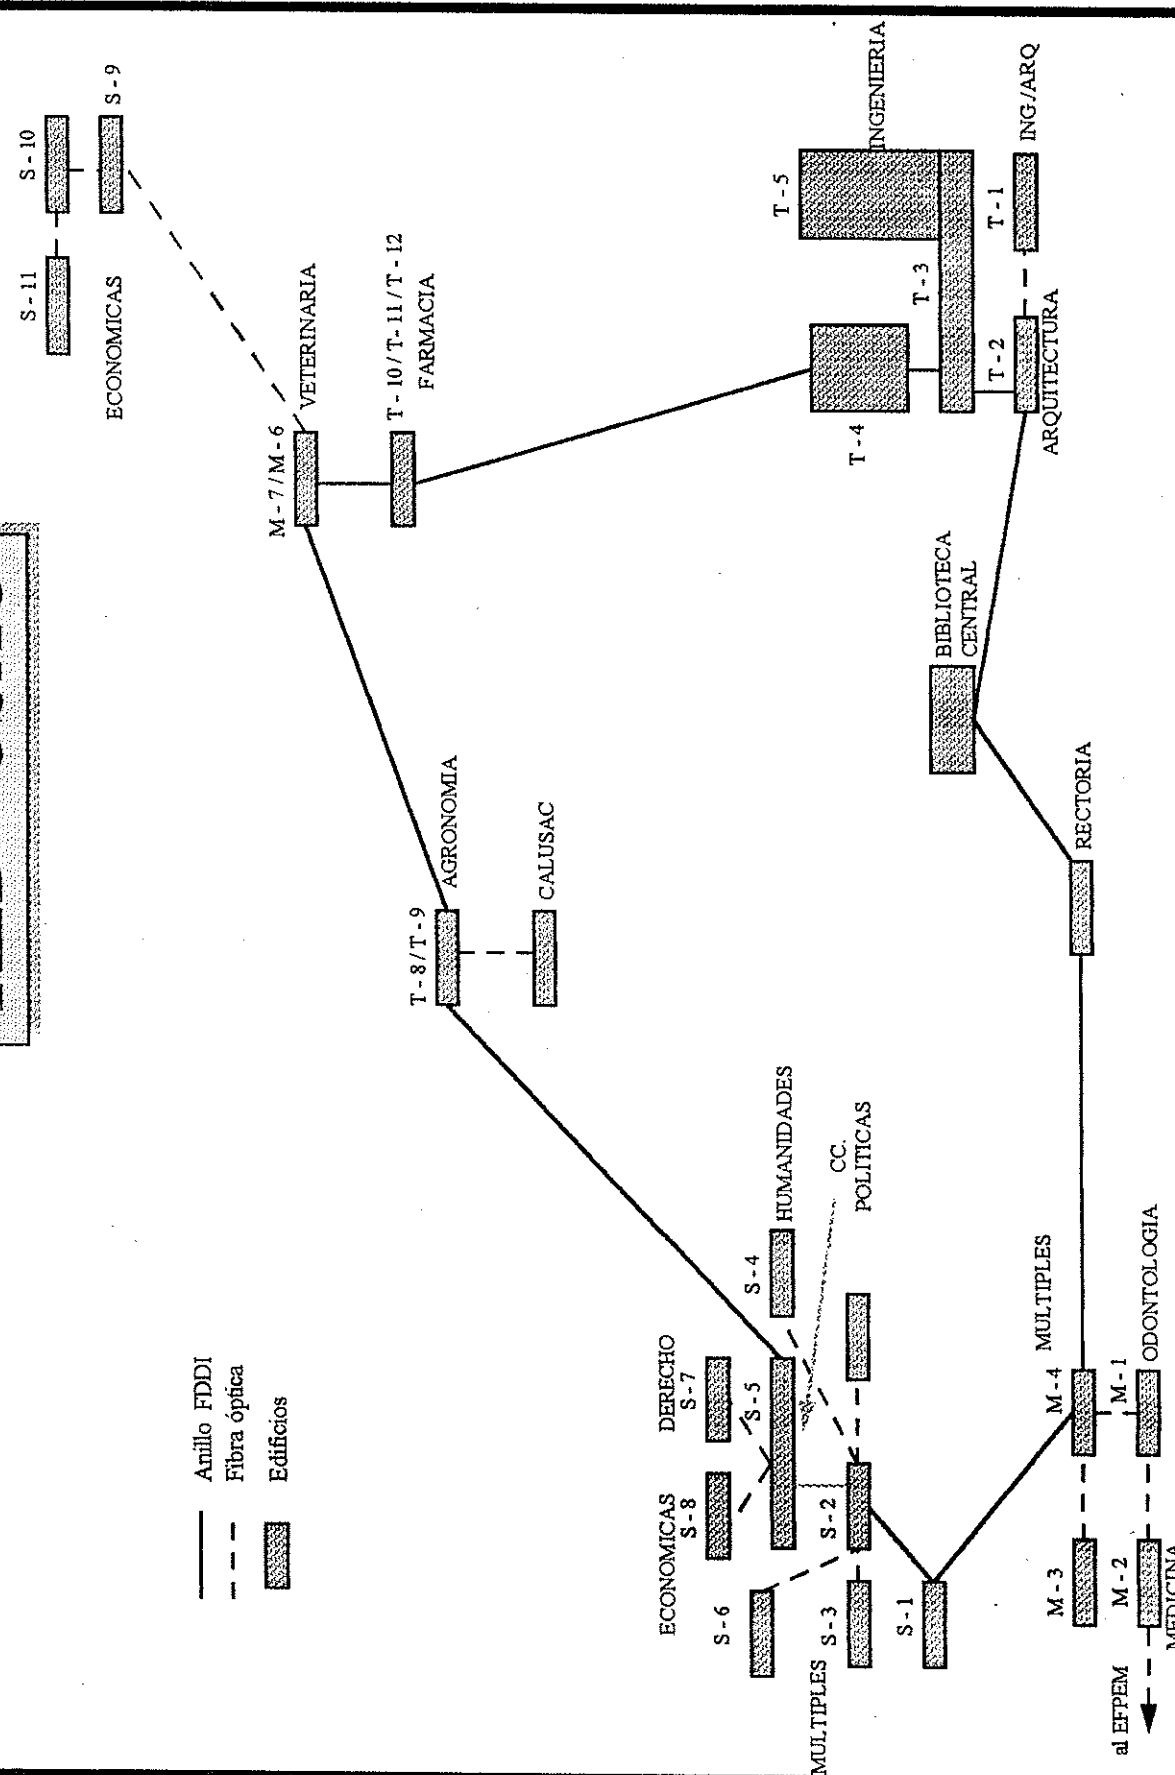 S - 11
S - 10
S - 9
ECONOMICAS
M - 7 / M - 6
VETERINARIA
T - 10 / T - 11 / T - 12
FARMACIA
T - 8 / T - 9
AGRONOMIA
CALUSAC
Anillo FDDI
Fibra óptica
Edificios
T - 4
T - 5
INGENIERIA
T - 3
T - 2
ARQUITECTURA
T - 1
ING./ARQ
BIBLIOTECA
CENTRAL
RECTORIA
ECONOMICAS
S - 8
DERECHO
S - 7
S - 6
S - 5
S - 4
HUMANIDADES
CC.
POLITICAS
MULTIPLES
S - 3
S - 2
S - 1
MULTIPLES
M - 4
M - 3
M - 2
MEDICINA
M - 1
ODONTOLOGIA
al EFPEM